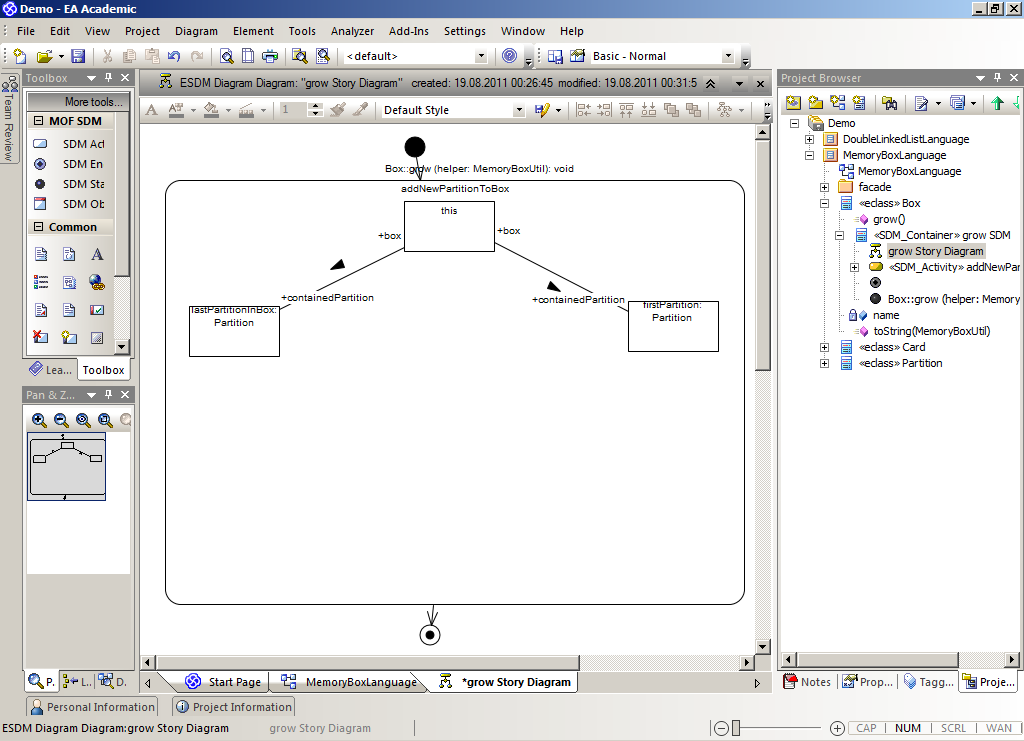 Demo - EA Academic
File Edit View Project Diagram Element Tools Analyzer Add-Ins Settings Window Help
<default> Basic - Normal
Team Review
Toolbox
More tools...
MOF SDM
SDM Act
SDM En
SDM Sta
SDM Ob
Common
A
Lea... Toolbox
Pan & Z...
P. L.. D.
ESDM Diagram Diagram: "grow Story Diagram" created: 19.08.2011 00:26:45 modified: 19.08.2011 00:31:5
A 1 Default Style
Box::grow (helper: MemoryBoxUtil): void
addNewPartitionToBox
this
+box +box
+containedPartition +containedPartition
lastPartitionInBox:
Partition
firstPartition:
Partition
Start Page MemoryBoxLanguage *grow Story Diagram
Project Browser
Demo
DoubleLinkedListLanguage
MemoryBoxLanguage
MemoryBoxLanguage
facade
«eclass» Box
grow()
«SDM_Container» grow SDM
grow Story Diagram
«SDM_Activity» addNewPar
Box::grow (helper: Memory
name
toString(MemoryBoxUtil)
«eclass» Card
«eclass» Partition
Notes Prop... Tagg... Proje...
Personal Information Project Information
ESDM Diagram Diagram:grow Story Diagram grow Story Diagram CAP NUM SCRL WAN